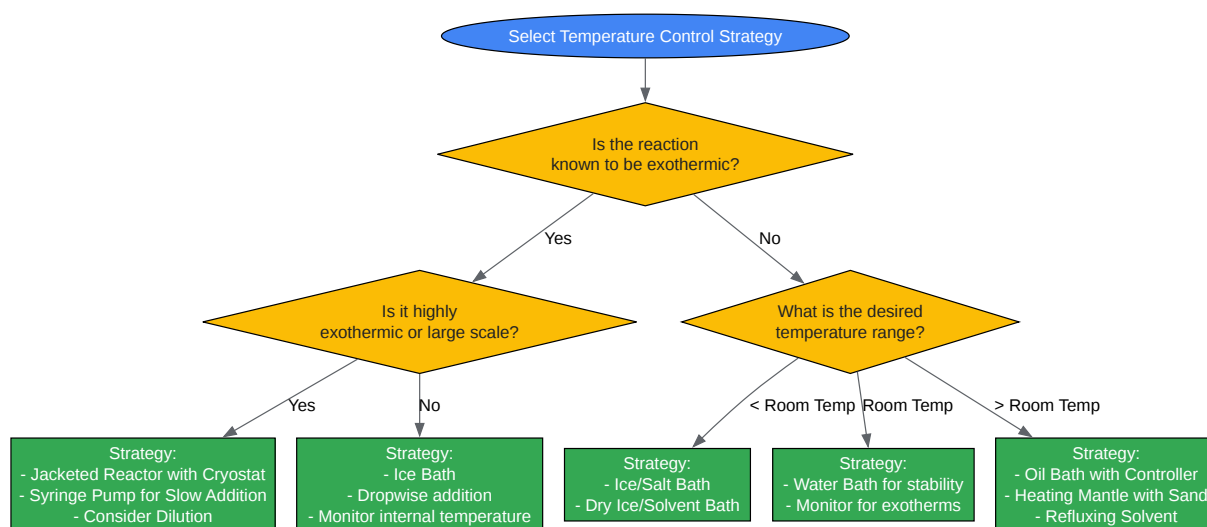 Select Temperature Control Strategy
Is the reaction
known to be exothermic?
Yes
No
Is it highly
exothermic or large scale?
What is the desired
temperature range?
Yes
No
< Room Temp
Room Temp
> Room Temp
Strategy:
- Jacketed Reactor with Cryostat
- Syringe Pump for Slow Addition
- Consider Dilution
Strategy:
- Ice Bath
- Dropwise addition
- Monitor internal temperature
Strategy:
- Ice/Salt Bath
- Dry Ice/Solvent Bath
Strategy:
- Water Bath for stability
- Monitor for exotherms
Strategy:
- Oil Bath with Controller
- Heating Mantle with Sand
- Refluxing Solvent